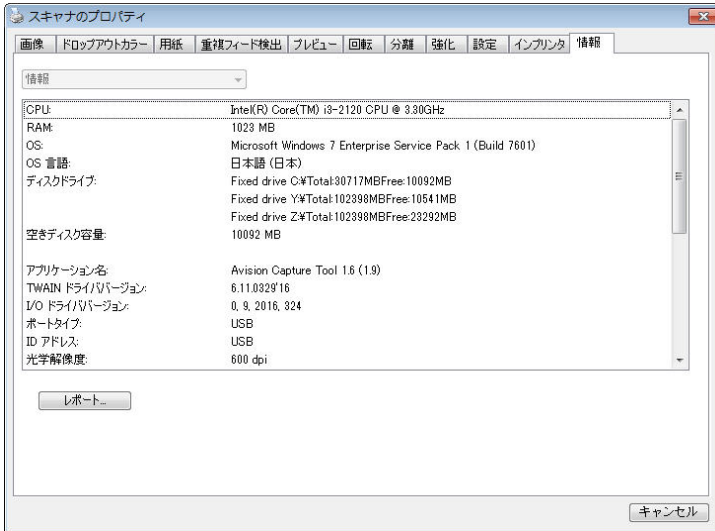 スキャナのプロパティ
画像 ドロップアウトカラー 用紙 重複フィード検出 プレビュー 回転 分離 強化 設定 インプリンタ 情報
情報
CPU: Intel(R) Core(TM) i3-2120 CPU @ 3.30GHz
RAM: 1023 MB
OS: Microsoft Windows 7 Enterprise Service Pack 1 (Build 7601)
OS 言語: 日本語 (日本)
ディスクドライブ: Fixed drive C:¥Total:30717MBFree:10092MB
Fixed drive Y:¥Total:102398MBFree:10541MB
Fixed drive Z:¥Total:102398MBFree:23292MB
空きディスク容量: 10092 MB
アプリケーション名: Avision Capture Tool 1.6 (1.9)
TWAIN ドライババージョン: 6.11.0329'16
I/O ドライババージョン: 0, 9, 2016, 324
ポートタイプ: USB
ID アドレス: USB
光学解像度: 600 dpi
レポート...
キャンセル